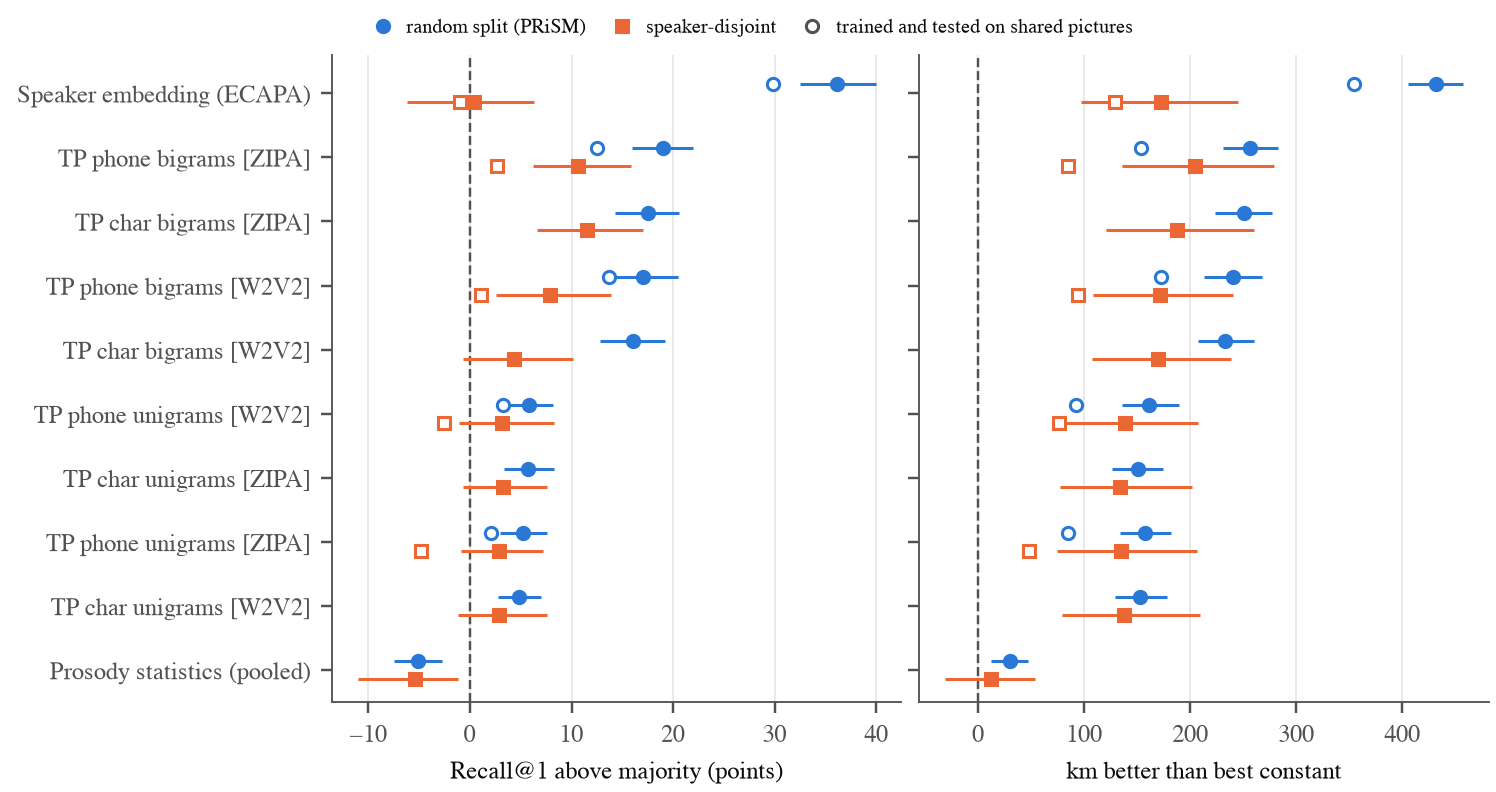 random split (PRiSM) speaker-disjoint trained and tested on shared pictures
Speaker embedding (ECAPA)
TP phone bigrams [ZIPA]
TP char bigrams [ZIPA]
TP phone bigrams [W2V2]
TP char bigrams [W2V2]
TP phone unigrams [W2V2]
TP char unigrams [ZIPA]
TP phone unigrams [ZIPA]
TP char unigrams [W2V2]
Prosody statistics (pooled)
−10 0 10 20 30 40
Recall@1 above majority (points)
0 100 200 300 400
km better than best constant